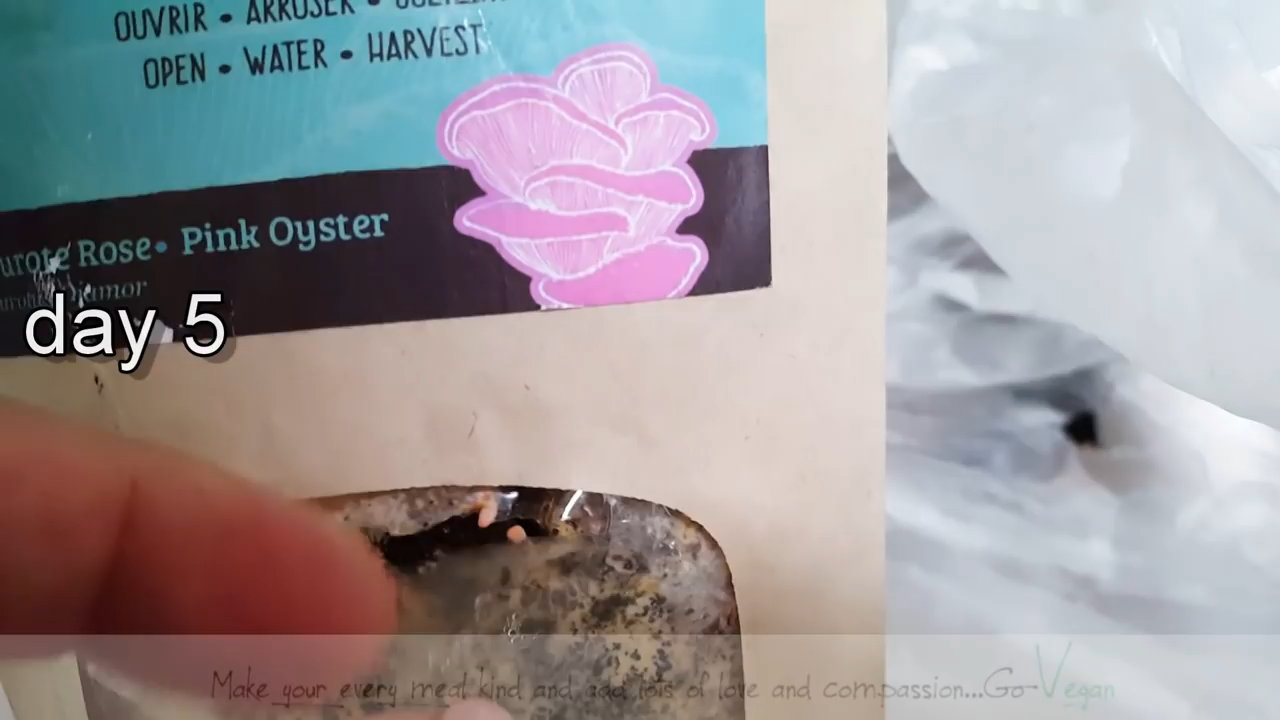 OUVRIR • ARROSER •
OPEN • WATER • HARVEST
Rose • Pink Oyster
day 5
Make your every meal kind and add lots of love and compassion...Go Vegan